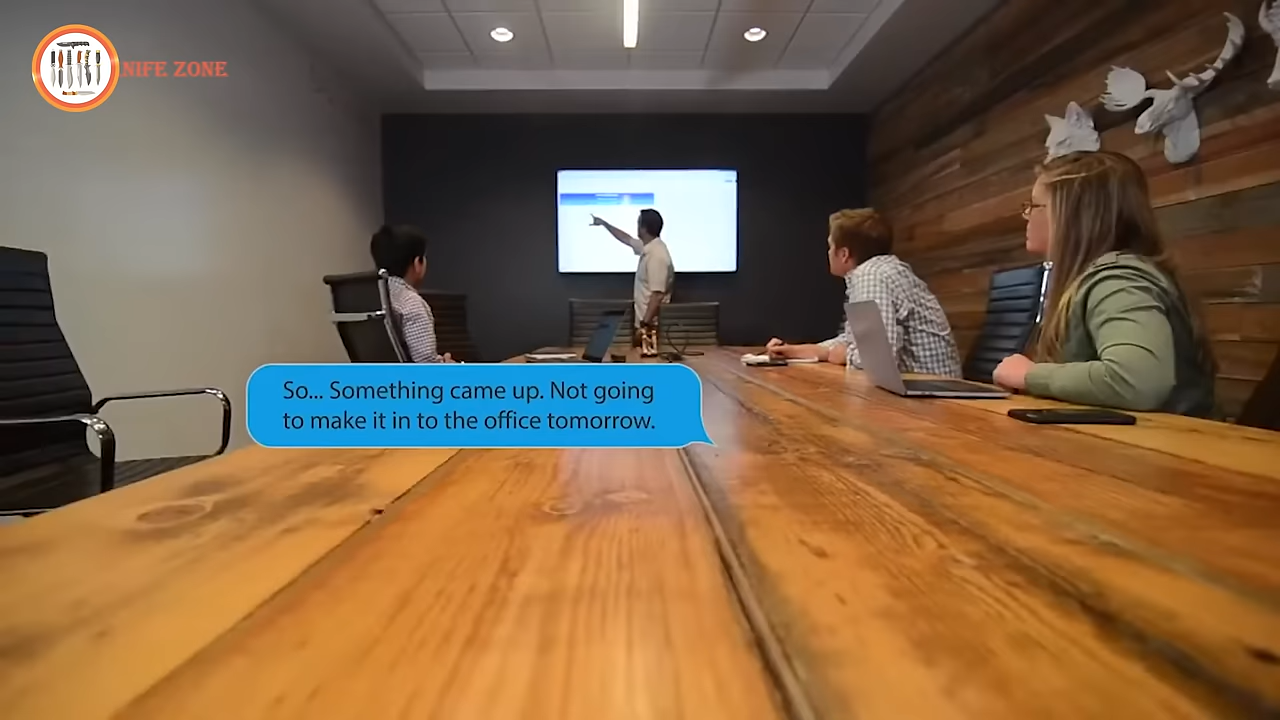 NIFE ZONE
So... Something came up. Not going
to make it in to the office tomorrow.